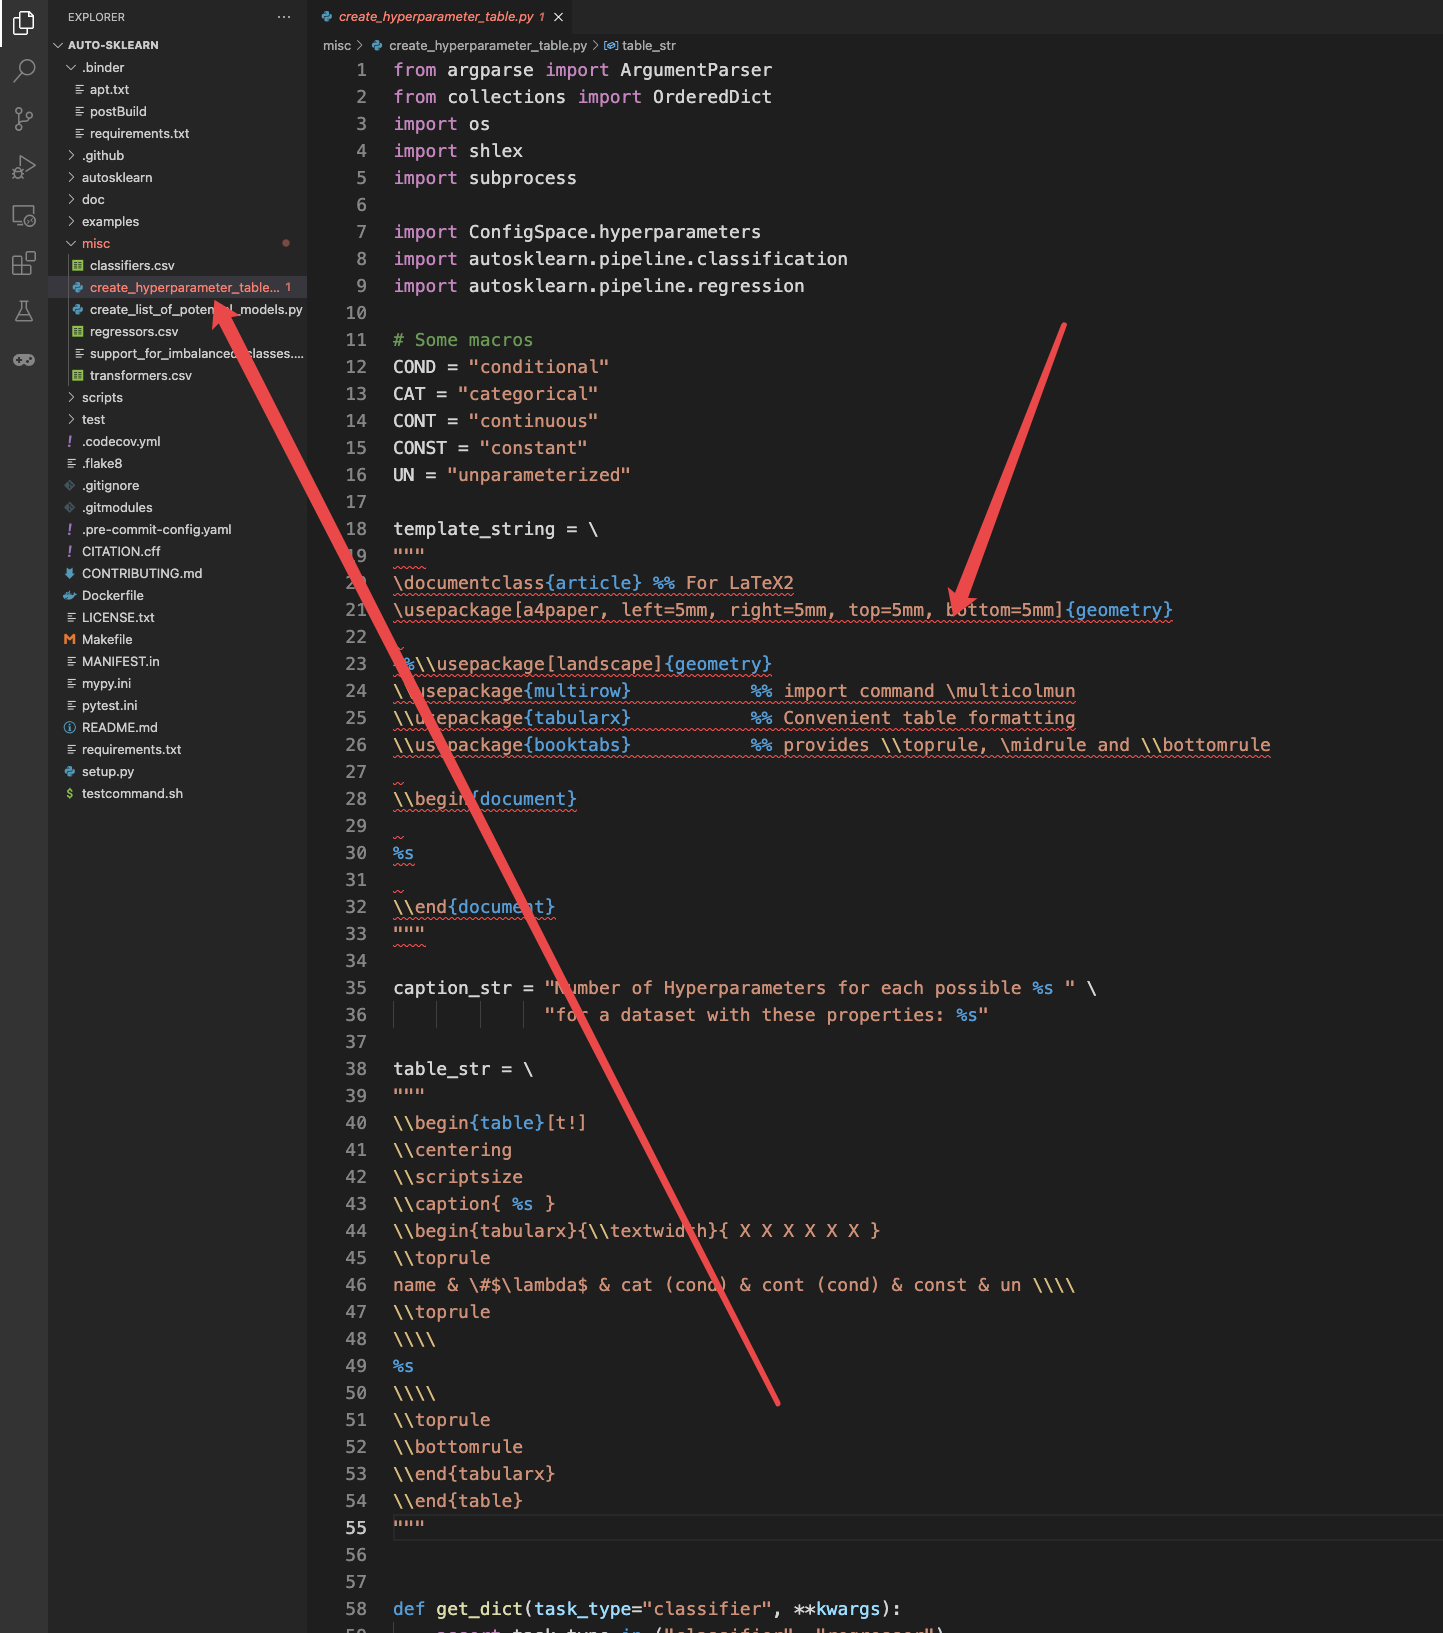 EXPLORER
AUTO-SKLEARN
.binder
apt.txt
postBuild
requirements.txt
.github
autosklearn
doc
examples
misc
classifiers.csv
create_hyperparameter_table... 1
create_list_of_potential_models.py
regressors.csv
support_for_imbalanced_classes....
transformers.csv
scripts
test
.codecov.yml
.flake8
.gitignore
.gitmodules
.pre-commit-config.yaml
CITATION.cff
CONTRIBUTING.md
Dockerfile
LICENSE.txt
Makefile
MANIFEST.in
mypy.ini
pytest.ini
README.md
requirements.txt
setup.py
testcommand.sh
create_hyperparameter_table.py 1
misc > create_hyperparameter_table.py > table_str
1 from argparse import ArgumentParser
2 from collections import OrderedDict
3 import os
4 import shlex
5 import subprocess
6
7 import ConfigSpace.hyperparameters
8 import autosklearn.pipeline.classification
9 import autosklearn.pipeline.regression
10
11 # Some macros
12 COND = "conditional"
13 CAT = "categorical"
14 CONT = "continuous"
15 CONST = "constant"
16 UN = "unparameterized"
17
18 template_string = \
19 """
20 \documentclass{article} %% For LaTeX2
21 \usepackage[a4paper, left=5mm, right=5mm, top=5mm, bottom=5mm]{geometry}
22
23 %%\\usepackage[landscape]{geometry}
24 \\usepackage{multirow}           %% import command \multicolmun
25 \\usepackage{tabularx}           %% Convenient table formatting
26 \\usepackage{booktabs}           %% provides \\toprule, \midrule and \\bottomrule
27
28 \\begin{document}
29
30 %s
31
32 \\end{document}
33 """
34
35 caption_str = "Number of Hyperparameters for each possible %s " \
36               "for a dataset with these properties: %s"
37
38 table_str = \
39 """
40 \\begin{table}[t!]
41 \\centering
42 \\scriptsize
43 \\caption{ %s }
44 \\begin{tabularx}{\\textwidth}{ X X X X X X }
45 \\toprule
46 name & \#$\lambda$ & cat (cond) & cont (cond) & const & un \\\\
47 \\toprule
48 \\\\
49 %s
50 \\\\
51 \\toprule
52 \\bottomrule
53 \\end{tabularx}
54 \\end{table}
55 """
56
57
58 def get_dict(task_type="classifier", **kwargs):
59     assert task_type in ("classifier", "regressor")